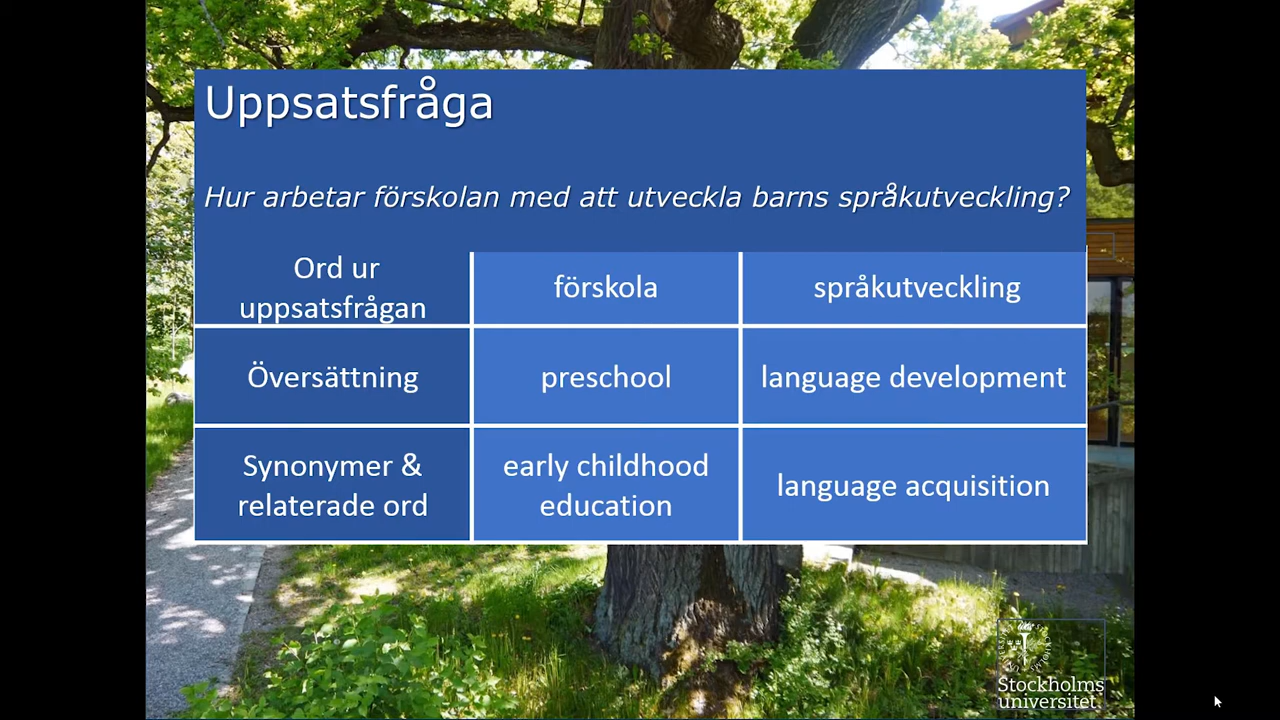 Uppsatsfråga
Hur arbetar förskolan med att utveckla barns språkutveckling?
Ord ur
uppsatsfrågan
förskola
språkutveckling
Översättning
preschool
language development
Synonymer &
relaterade ord
early childhood
education
language acquisition
Stockholms
universitet